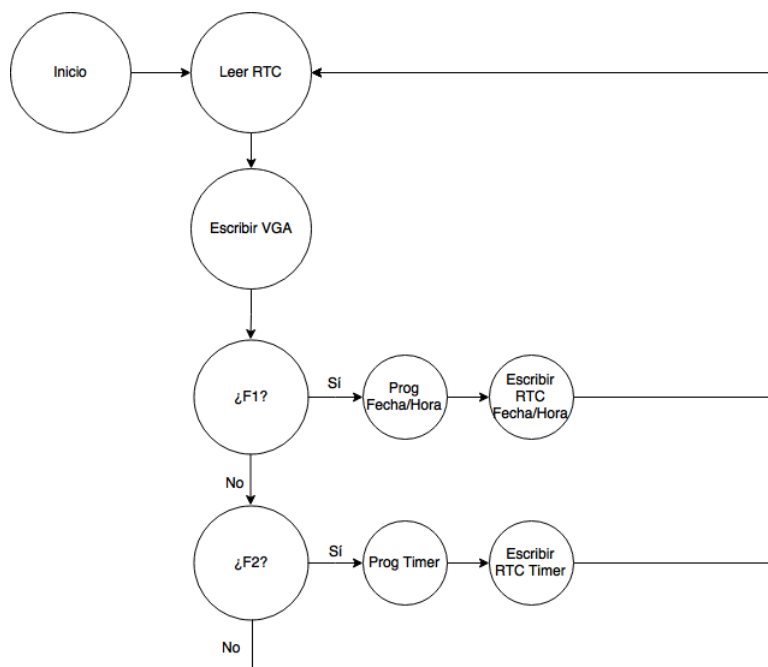 Inicio
Leer RTC
Escribir VGA
¿F1?
Sí
Prog
Fecha/Hora
Escribir
RTC
Fecha/Hora
No
¿F2?
Sí
Prog Timer
Escribir
RTC Timer
No